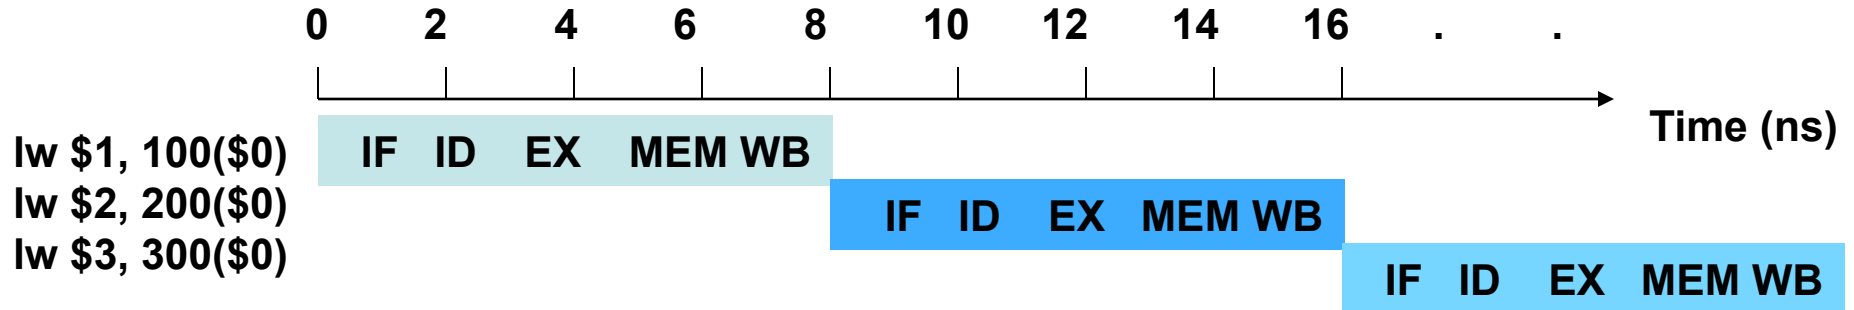 0 2 4 6 8 10 12 14 16 . .
Time (ns)
lw $1, 100($0) IF ID EX MEM WB
lw $2, 200($0) IF ID EX MEM WB
lw $3, 300($0) IF ID EX MEM WB